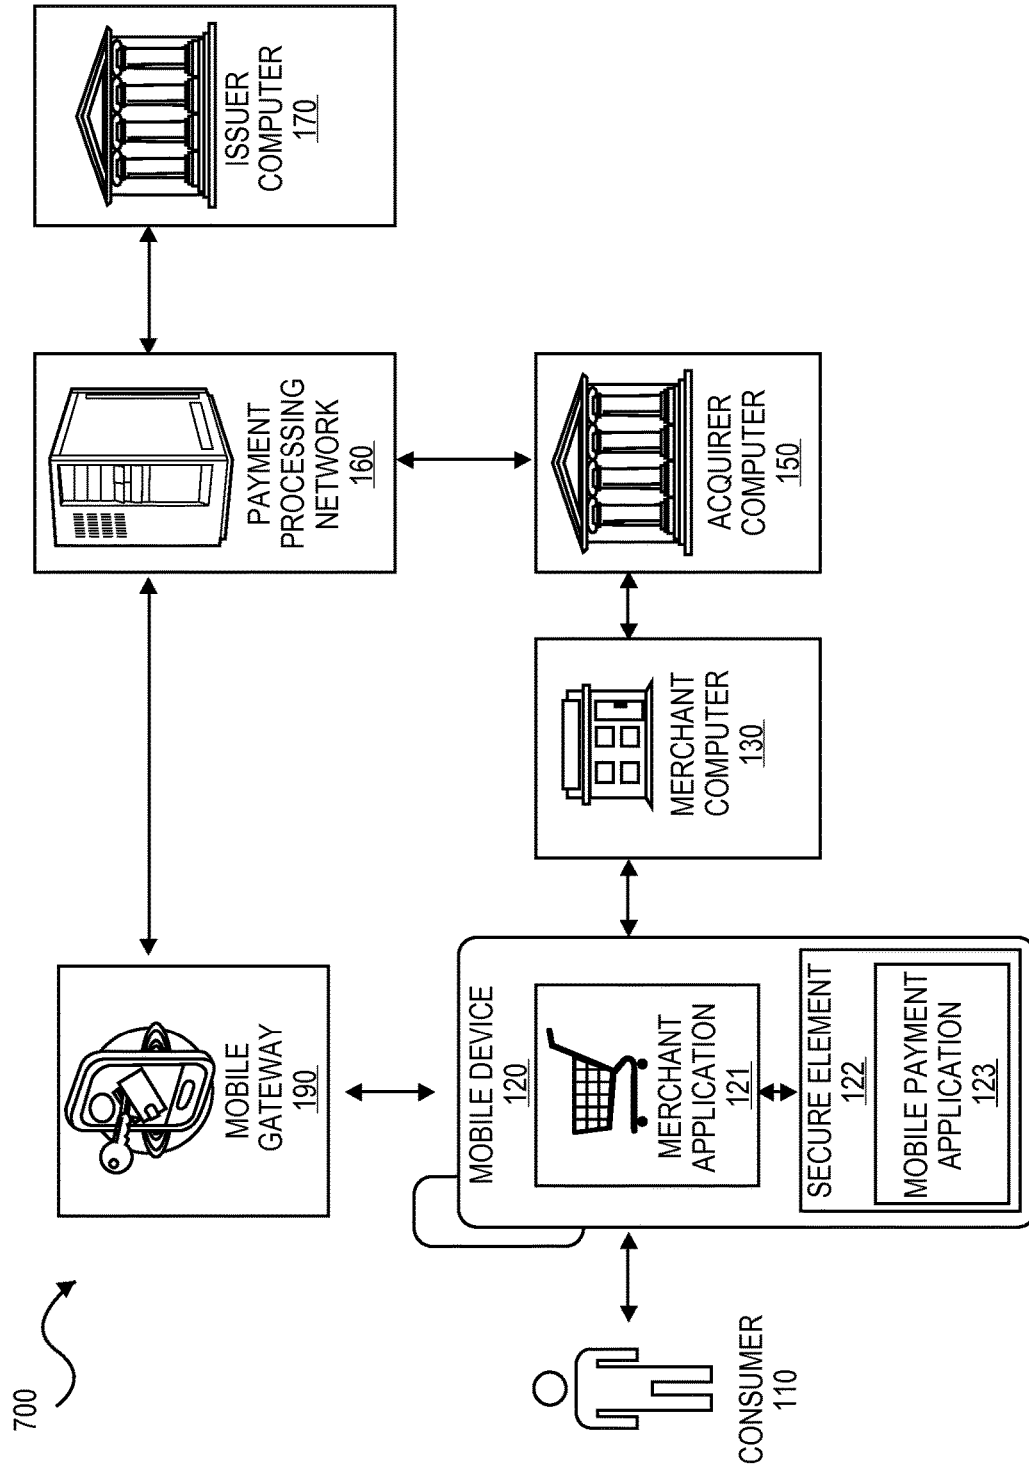 700
MOBILE
GATEWAY
190
PAYMENT
PROCESSING
NETWORK
160
ISSUER
COMPUTER
170
CONSUMER
110
MOBILE DEVICE
120
MERCHANT
APPLICATION
121
SECURE ELEMENT
122
MOBILE PAYMENT
APPLICATION
123
MERCHANT
COMPUTER
130
ACQUIRER
COMPUTER
150